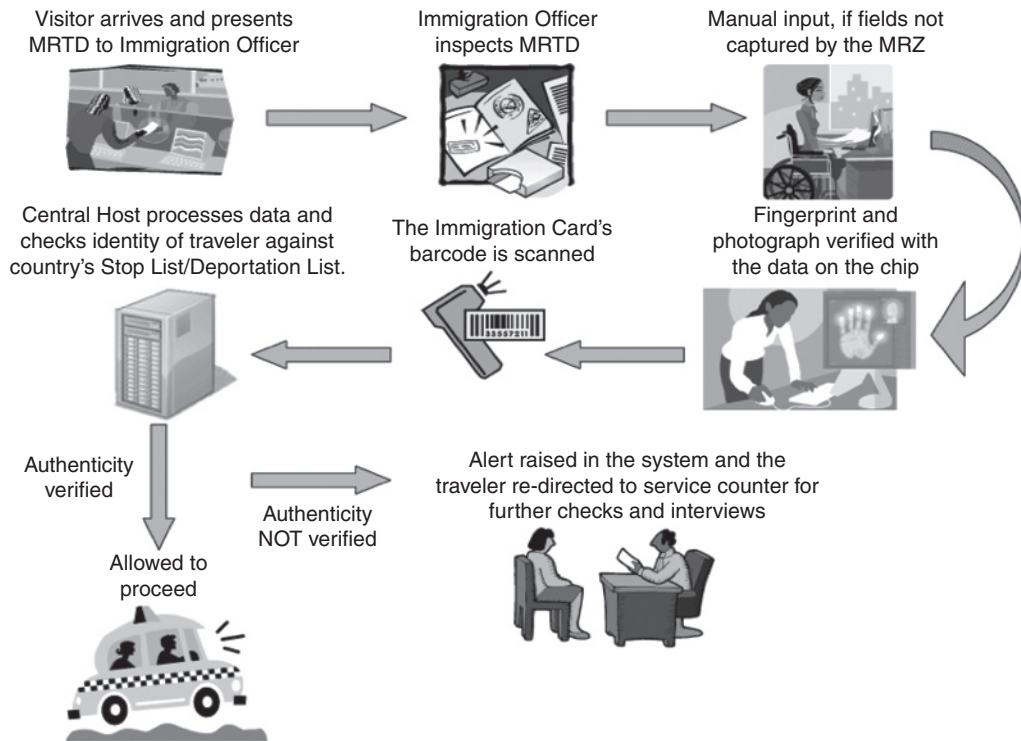 Visitor arrives and presents
MRTD to Immigration Officer
Immigration Officer
inspects MRTD
Manual input, if fields not
captured by the MRZ
Fingerprint and
photograph verified with
the data on the chip
The Immigration Card's
barcode is scanned
33557211
Central Host processes data and
checks identity of traveler against
country's Stop List/Deportation List.
Authenticity
verified
Allowed to
proceed
Authenticity
NOT verified
Alert raised in the system and the
traveler re-directed to service counter for
further checks and interviews